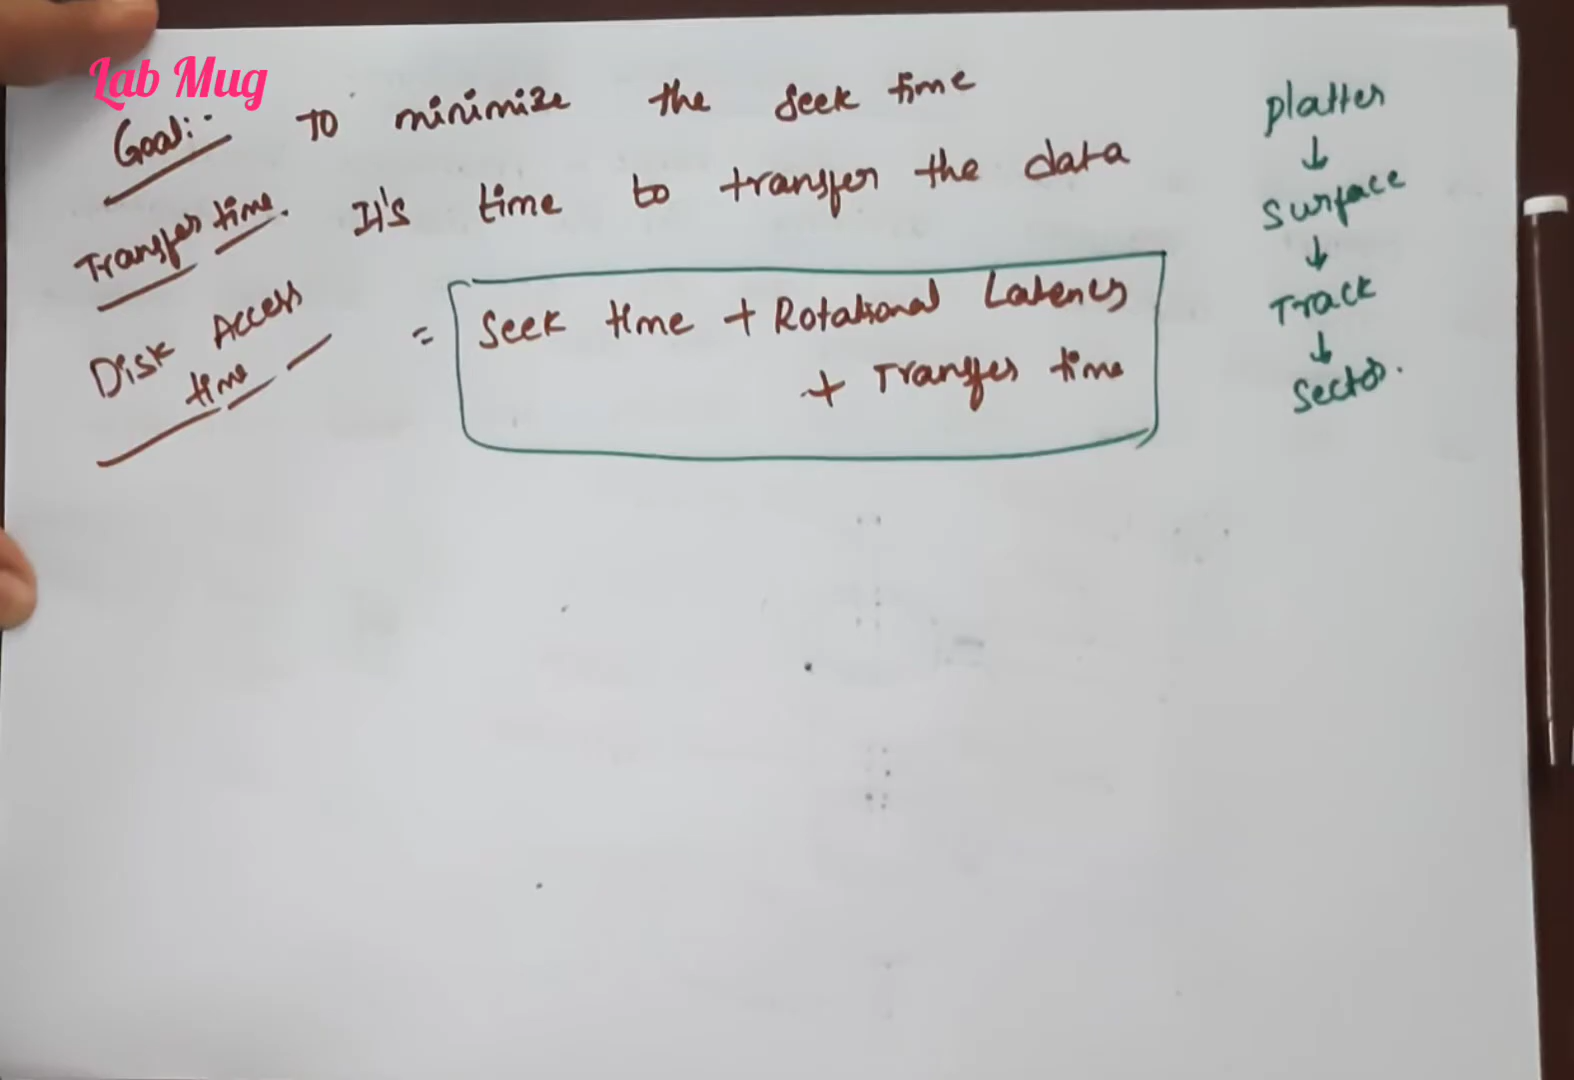 Lab Mug
Goal:- To minimize the seek time
Transfer time. It's time to transfer the data
Disk Access time = Seek time + Rotational Latency
+ Transfer time
Platter
↓
Surface
↓
Track
↓
Sector.